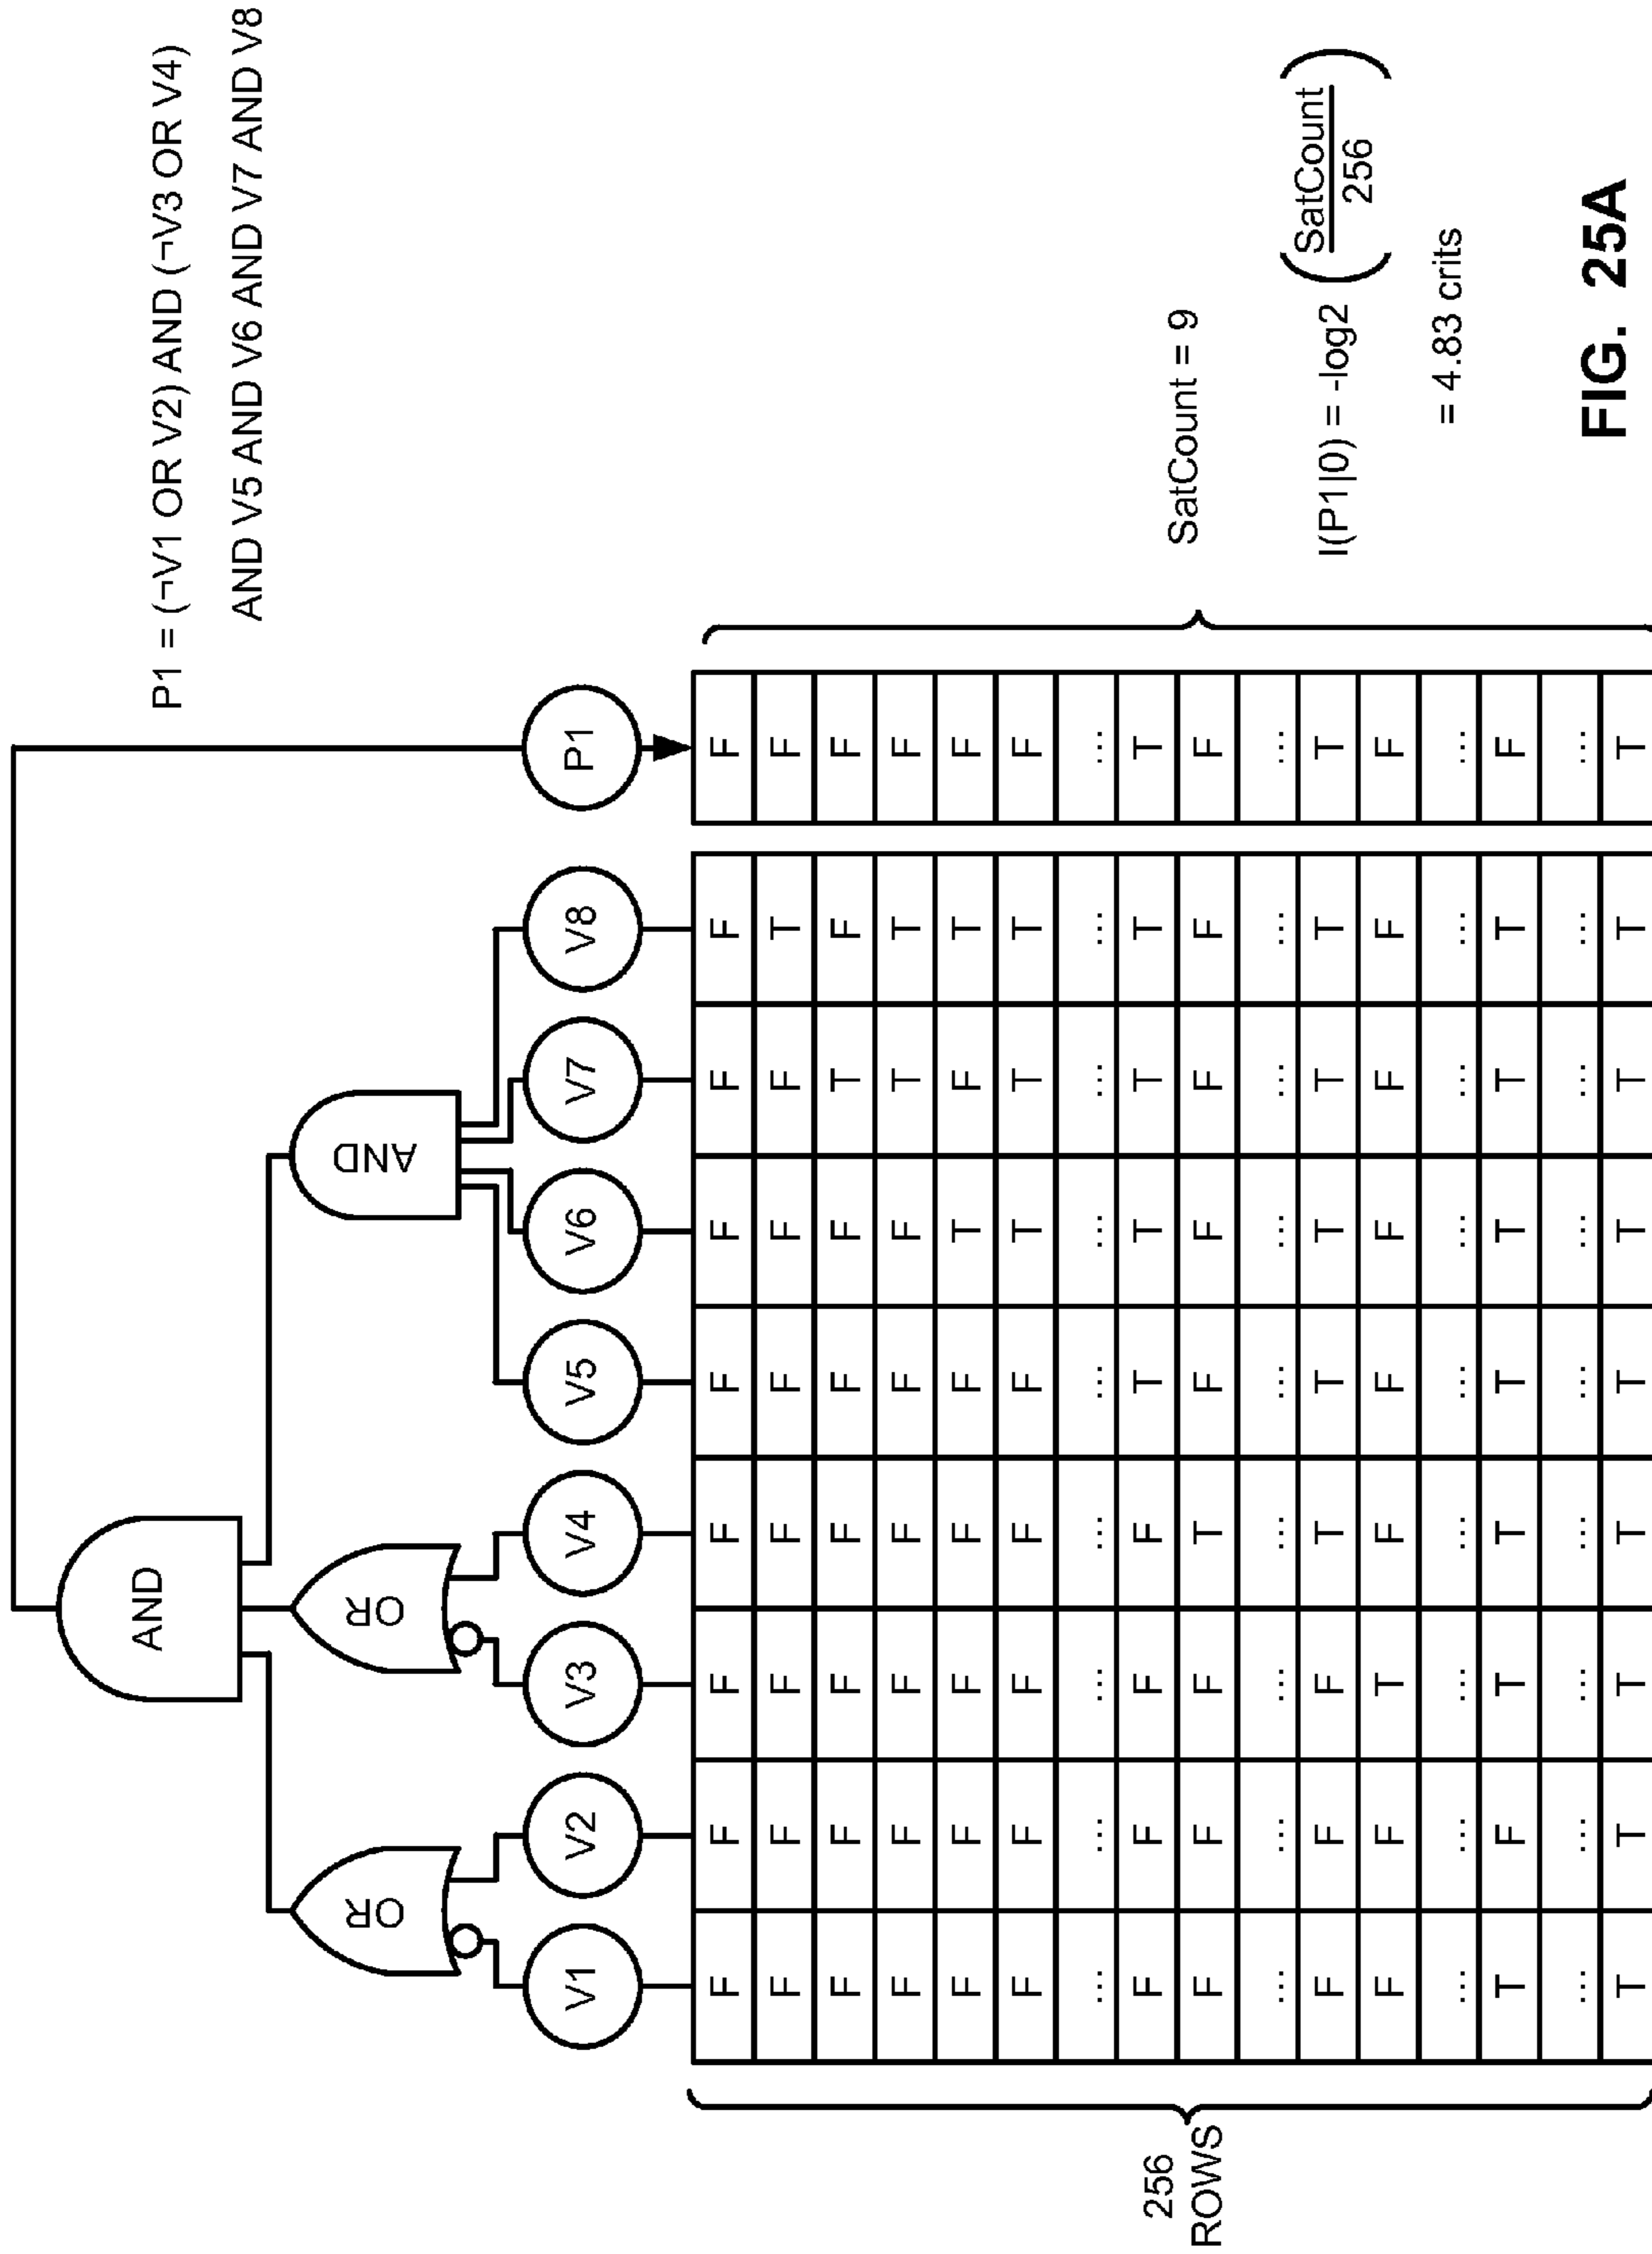 AND
P1 = (¬V1 OR V2) AND (¬V3 OR V4)
AND V5 AND V6 AND V7 AND V8
OR OR AND
V1 V2 V3 V4 V5 V6 V7 V8 P1
F F F F F F F F F
F F F F F F F T F
F F F F F F T F F
F F F F F F T T F
F F F F F T F T F
F F F F F T T T F
... ... ... ... ... ... ... ... ...
F F F F T T T T T
F F F T F F F F F
... ... ... ... ... ... ... ... ...
F F F T T T T T T
F F T F F F F F F
... ... ... ... ... ... ... ... ...
T F T T T T T T F
... ... ... ... ... ... ... ... ...
T T T T T T T T T
256
ROWS
SatCount = 9
I(P1|0) = -log2 (SatCount
256)
= 4.83 crits
FIG. 25A